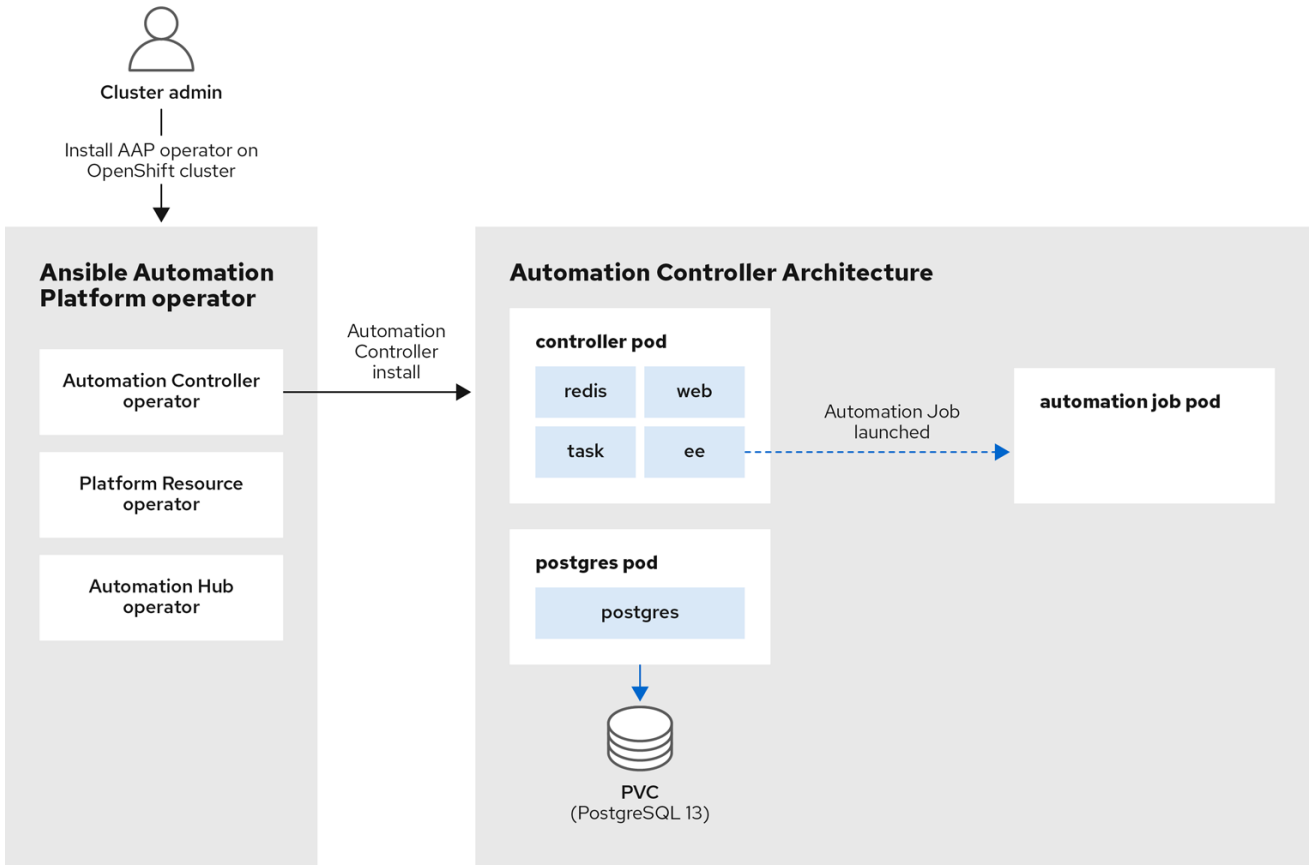 Cluster admin
Install AAP operator on
OpenShift cluster
Ansible Automation
Platform operator
Automation Controller
operator
Platform Resource
operator
Automation Hub
operator
Automation
Controller
install
Automation Controller Architecture
controller pod
redis
web
task
ee
Automation Job
launched
automation job pod
postgres pod
postgres
PVC
(PostgreSQL 13)